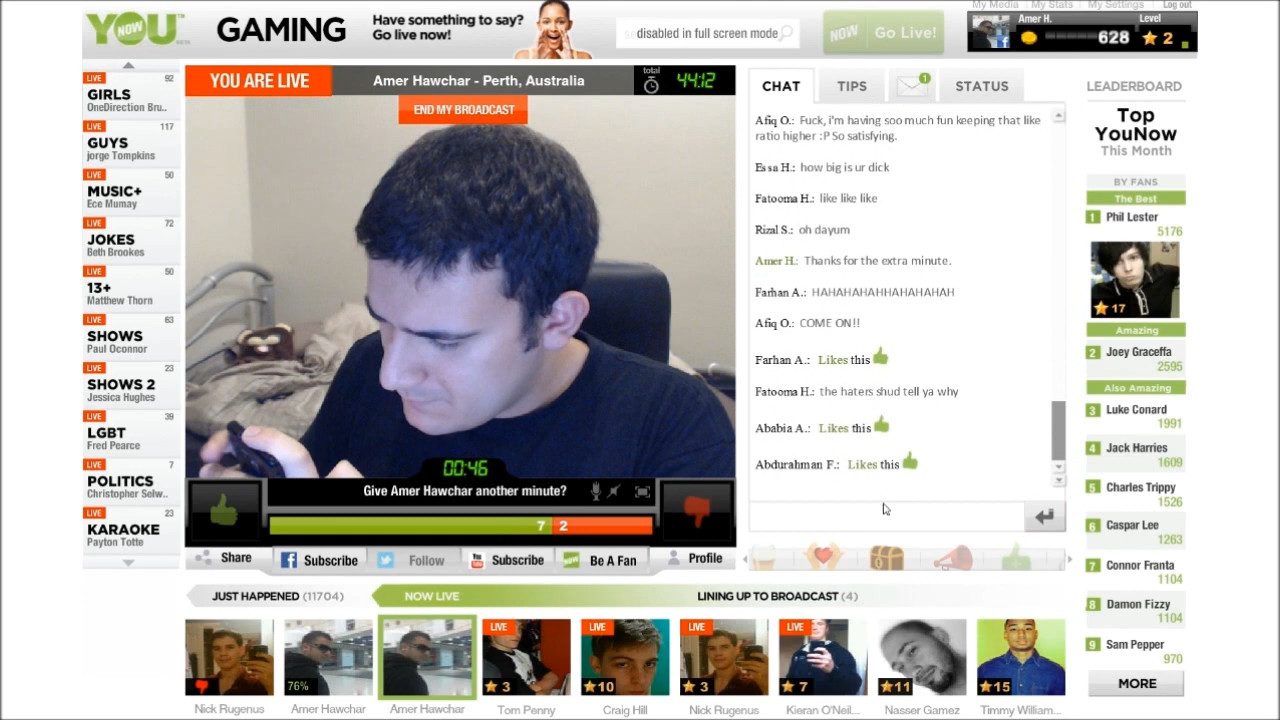 YOU NOW BETA
GAMING
Have something to say?
Go live now!
disabled in full screen mode
NOW Go Live!
My Media | My Stats | My Settings | Log out
Amer H. Level
628 2
LIVE 92
GIRLS
OneDirection Bru..
LIVE 117
GUYS
jorge Tompkins
LIVE 50
MUSIC+
Ece Mumay
LIVE 72
JOKES
Beth Brookes
LIVE 50
13+
Matthew Thorn
LIVE 63
SHOWS
Paul Oconnor
LIVE 23
SHOWS 2
Jessica Hughes
LIVE 39
LGBT
Fred Pearce
LIVE 7
POLITICS
Christopher Selw..
LIVE 23
KARAOKE
Payton Totte
YOU ARE LIVE
Amer Hawchar - Perth, Australia
total 44:12
END MY BROADCAST
00:46
Give Amer Hawchar another minute?
7 2
Share
Subscribe
Follow
Subscribe
Be A Fan
Profile
CHAT TIPS 1 STATUS
Afiq O.: Fuck, i'm having soo much fun keeping that like
ratio higher :P So satisfying.
Essa H.: how big is ur dick
Fatooma H.: like like like
Rizal S.: oh dayum
Amer H.: Thanks for the extra minute.
Farhan A.: HAHAHAHAHHAHAHAHAH
Afiq O.: COME ON!!
Farhan A.: Likes this
Fatooma H.: the haters shud tell ya why
Ababia A.: Likes this
Abdurahman F.: Likes this
LEADERBOARD
Top
YouNow
This Month
BY FANS
The Best
1 Phil Lester
5176
17
Amazing
2 Joey Graceffa
2595
Also Amazing
3 Luke Conard
1991
4 Jack Harries
1609
5 Charles Trippy
1526
6 Caspar Lee
1263
7 Connor Franta
1104
8 Damon Fizzy
1104
9 Sam Pepper
970
MORE
JUST HAPPENED (11704)
NOW LIVE
LINING UP TO BROADCAST (4)
LIVE LIVE LIVE LIVE
76% 3 10 3 7 11 15
Nick Rugenus
Amer Hawchar
Amer Hawchar
Tom Penny
Craig Hill
Nick Rugenus
Kieran O'Neil...
Nasser Gamez
Timmy William...